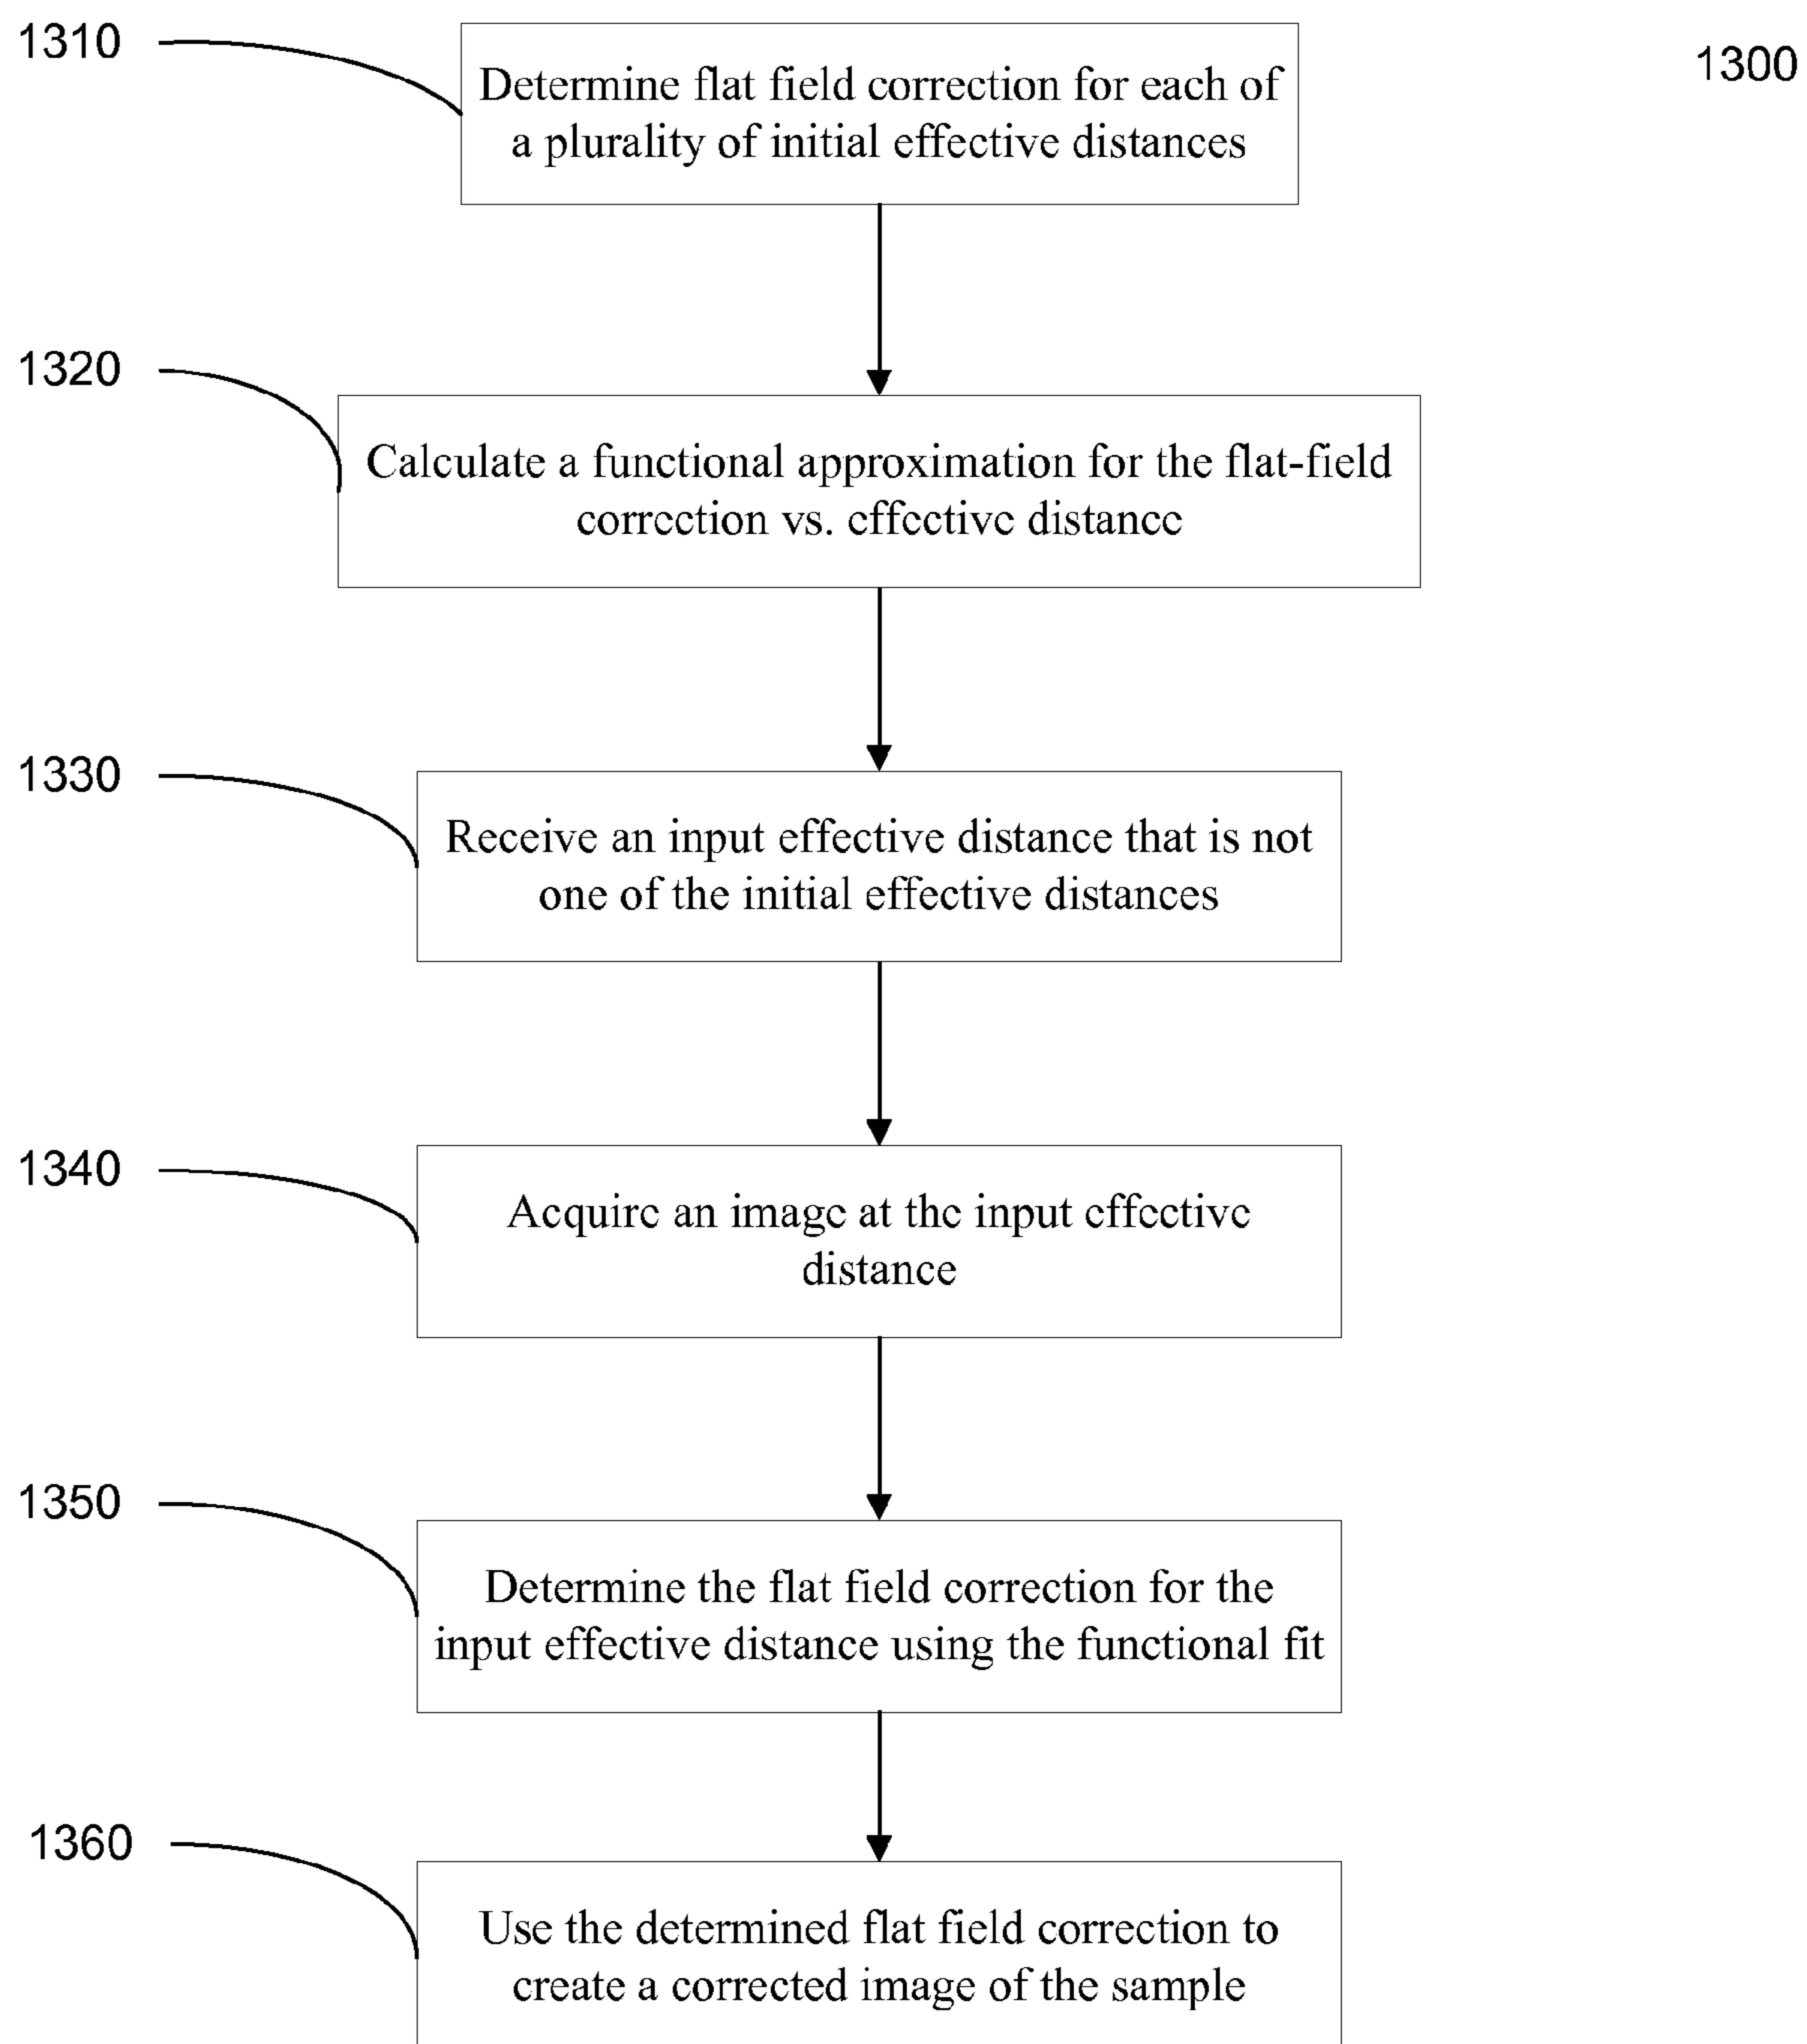 1300
1310
Determine flat field correction for each of
a plurality of initial effective distances
1320
Calculate a functional approximation for the flat-field
correction vs. effective distance
1330
Receive an input effective distance that is not
one of the initial effective distances
1340
Acquire an image at the input effective
distance
1350
Determine the flat field correction for the
input effective distance using the functional fit
1360
Use the determined flat field correction to
create a corrected image of the sample